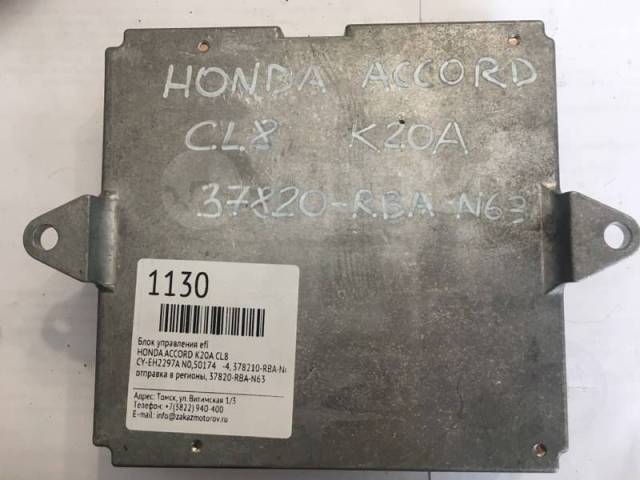 HONDA ACCORD
CL8 K20A
37820-RBA-N63
1130
Блок управления efi
HONDA ACCORD K20A CL8
CY-EH2297A N0,50174 -4, 378210-RBA-N
отправка в регионы, 37820-RBA-N63
Адрес: Томск, ул. Витимская 1/3
Телефон: +7(3822) 940-400
E-mail: info@zakazmotorov.ru